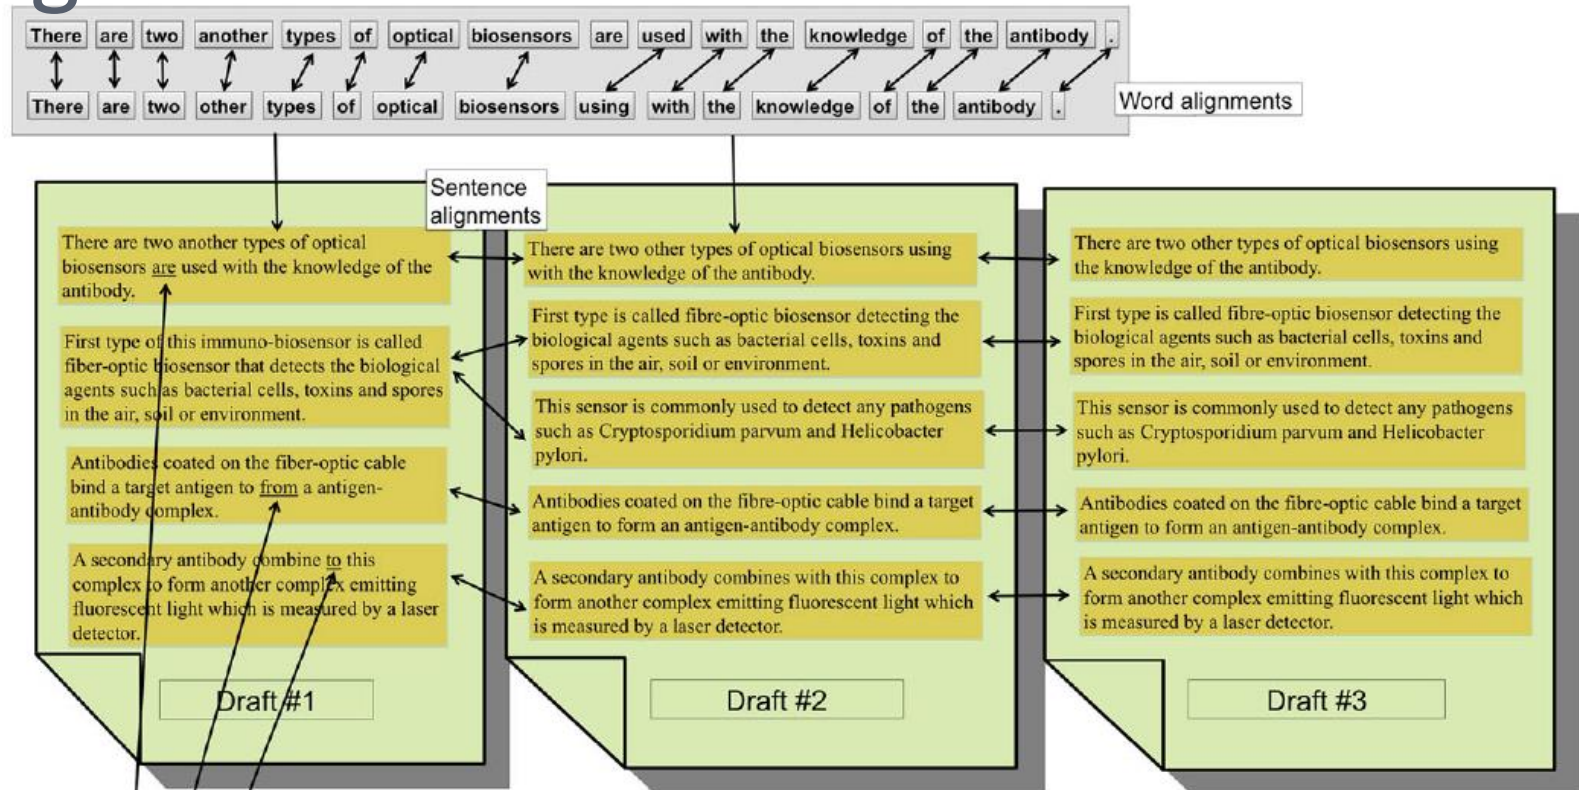 g
There are two another types of optical biosensors are used with the knowledge of the antibody .
There are two other types of optical biosensors using with the knowledge of the antibody .
Word alignments
Sentence
alignments
There are two another types of optical
biosensors are used with the knowledge of the
antibody.
First type of this immuno-biosensor is called
fiber-optic biosensor that detects the biological
agents such as bacterial cells, toxins and spores
in the air, soil or environment.
Antibodies coated on the fiber-optic cable
bind a target antigen to from a antigen-
antibody complex.
A secondary antibody combine to this
complex to form another complex emitting
fluorescent light which is measured by a laser
detector.
Draft #1
There are two other types of optical biosensors using
with the knowledge of the antibody.
First type is called fibre-optic biosensor detecting the
biological agents such as bacterial cells, toxins and
spores in the air, soil or environment.
This sensor is commonly used to detect any pathogens
such as Cryptosporidium parvum and Helicobacter
pylori.
Antibodies coated on the fibre-optic cable bind a target
antigen to form an antigen-antibody complex.
A secondary antibody combines with this complex to
form another complex emitting fluorescent light which
is measured by a laser detector.
Draft #2
There are two other types of optical biosensors using
the knowledge of the antibody.
First type is called fibre-optic biosensor detecting the
biological agents such as bacterial cells, toxins and
spores in the air, soil or environment.
This sensor is commonly used to detect any pathogens
such as Cryptosporidium parvum and Helicobacter
pylori.
Antibodies coated on the fibre-optic cable bind a target
antigen to form an antigen-antibody complex.
A secondary antibody combines with this complex to
form another complex emitting fluorescent light which
is measured by a laser detector.
Draft #3